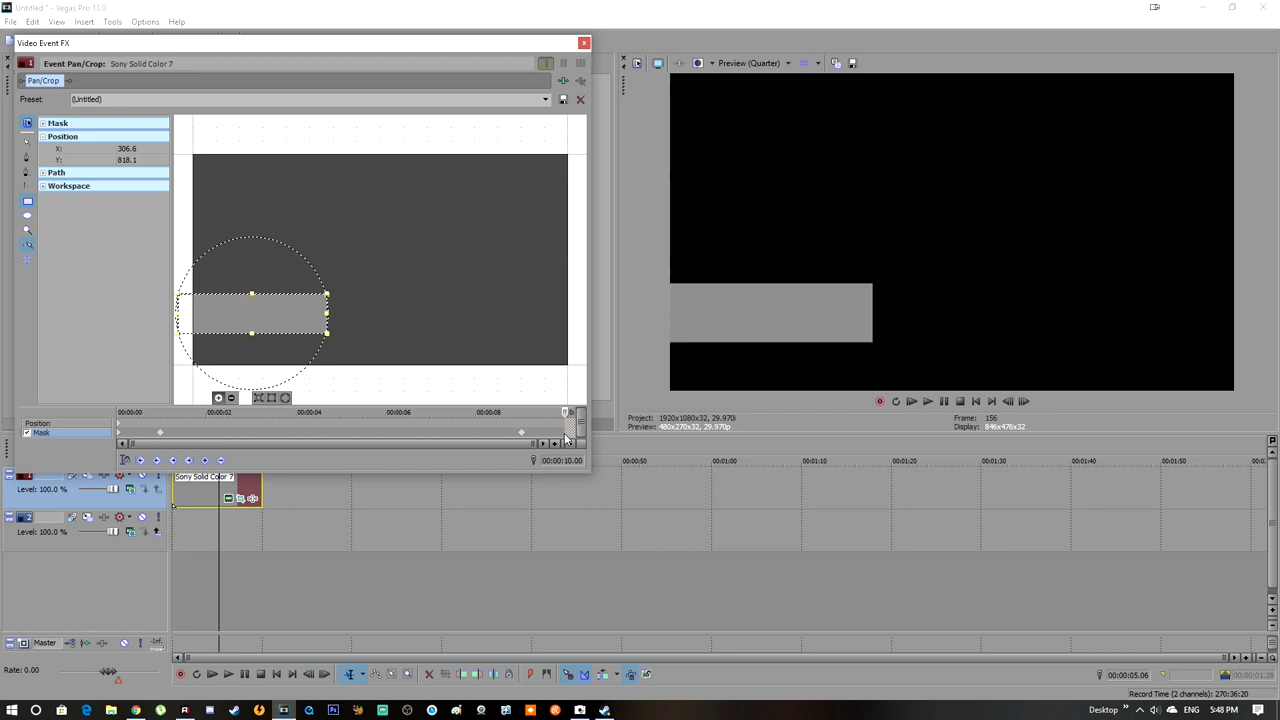 Untitled * - Vegas Pro 13.0
File Edit View Insert Tools Options Help
Video Event FX
Event Pan/Crop: Sony Solid Color 7
Pan/Crop
Preset: (Untitled)
Preview (Quarter)
Mask
Position
X: 306.6
Y: 818.1
Path
Workspace
00:00:00 00:00:02 00:00:04 00:00:06 00:00:08
Position
Mask
00:00:10.00
Project: 1920x1080x32, 29.970i
Preview: 480x270x32, 29.970p
Frame: 156
Display: 846x476x32
00:00:50 00:01:00 00:01:10 00:01:20 00:01:30 00:01:40 00:01:50
1
Sony Solid Color 7
Level: 100.0 %
2
Level: 100.0 %
Master
Rate: 0.00
00:00:05.06
00:00:01.28
Record Time (2 channels): 270:36:20
Desktop
ENG 5:48 PM